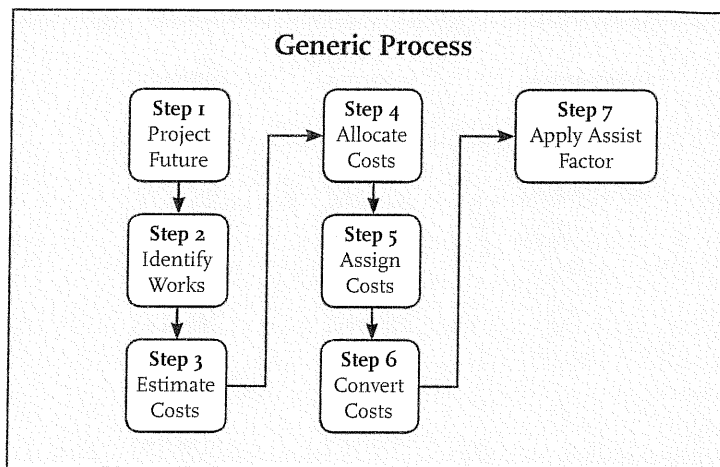 Generic Process
Step 1
Project
Future
Step 2
Identify
Works
Step 3
Estimate
Costs
Step 4
Allocate
Costs
Step 5
Assign
Costs
Step 6
Convert
Costs
Step 7
Apply Assist
Factor